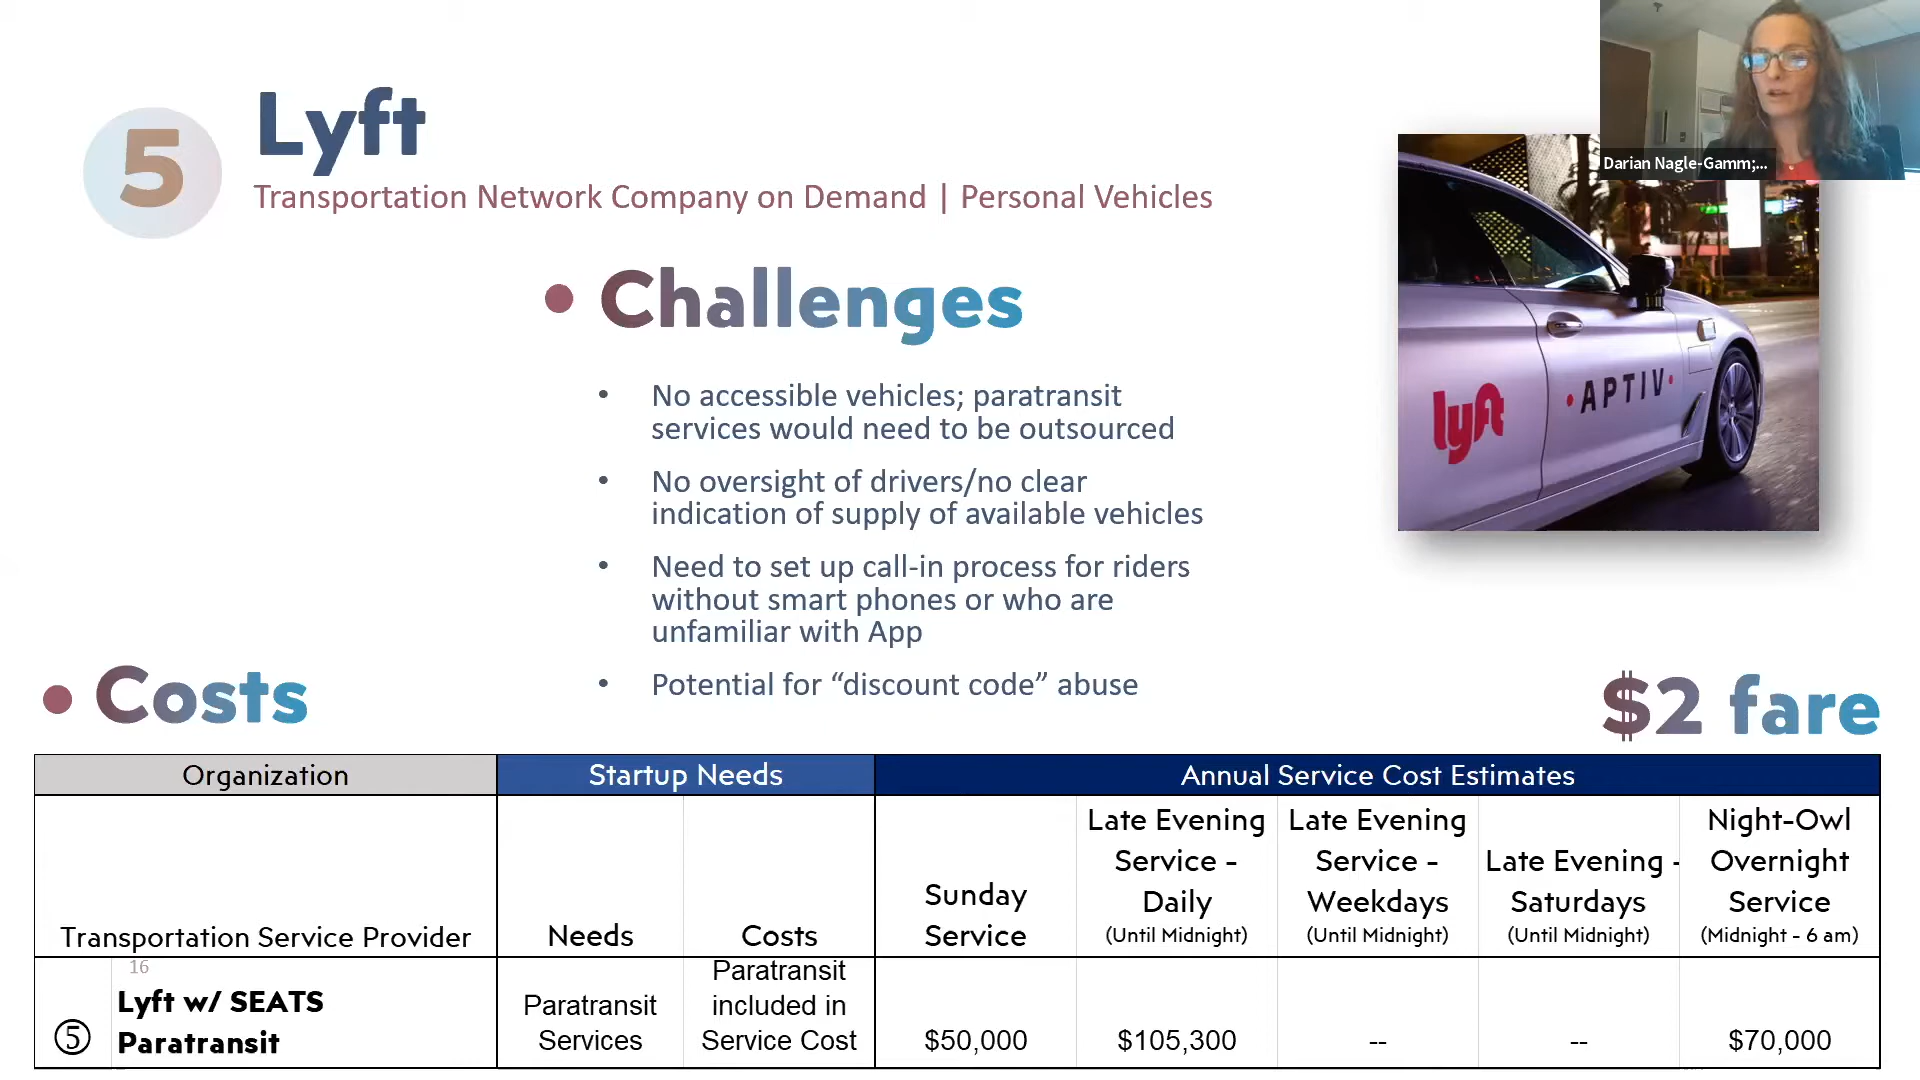 5
Lyft
Transportation Network Company on Demand | Personal Vehicles
Darian Nagle-Gamm;...
lyft
•APTIV•
• Challenges
• No accessible vehicles; paratransit
services would need to be outsourced
• No oversight of drivers/no clear
indication of supply of available vehicles
• Need to set up call-in process for riders
without smart phones or who are
unfamiliar with App
• Potential for “discount code” abuse
• Costs
$2 fare
Organization
Startup Needs
Annual Service Cost Estimates
Transportation Service Provider
Needs
Costs
Sunday
Service
Late Evening
Service -
Daily
(Until Midnight)
Late Evening
Service -
Weekdays
(Until Midnight)
Late Evening -
Saturdays
(Until Midnight)
Night-Owl
Overnight
Service
(Midnight - 6 am)
16
⑤
Lyft w/ SEATS
Paratransit
Paratransit
Services
Paratransit
included in
Service Cost
$50,000
$105,300
--
--
$70,000